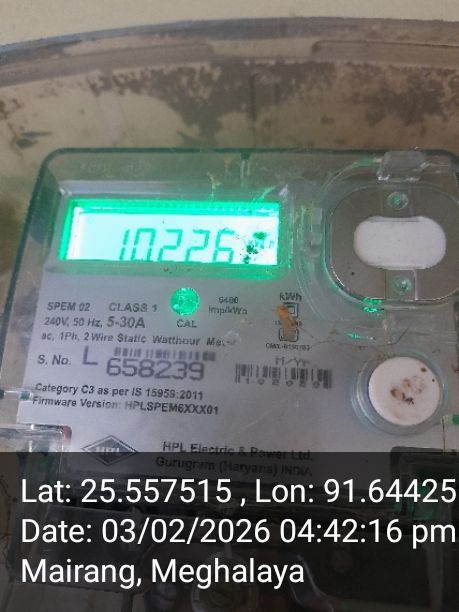 10226
SPEM 02 CLASS 1
240V, 50 Hz, 5-30A
6400
Imp/kWh
CAL
kWh
ac, 1Ph, 2 Wire Static Watthour Meter
S. No. L 658239
M/Yr
Category C3 as per IS 15959:2011
Firmware Version: HPLSPEM6XXX01
HPL
HPL Electric & Power Ltd.
Gurugram (Haryana) INDIA
Lat: 25.557515 , Lon: 91.64425
Date: 03/02/2026 04:42:16 pm
Mairang, Meghalaya